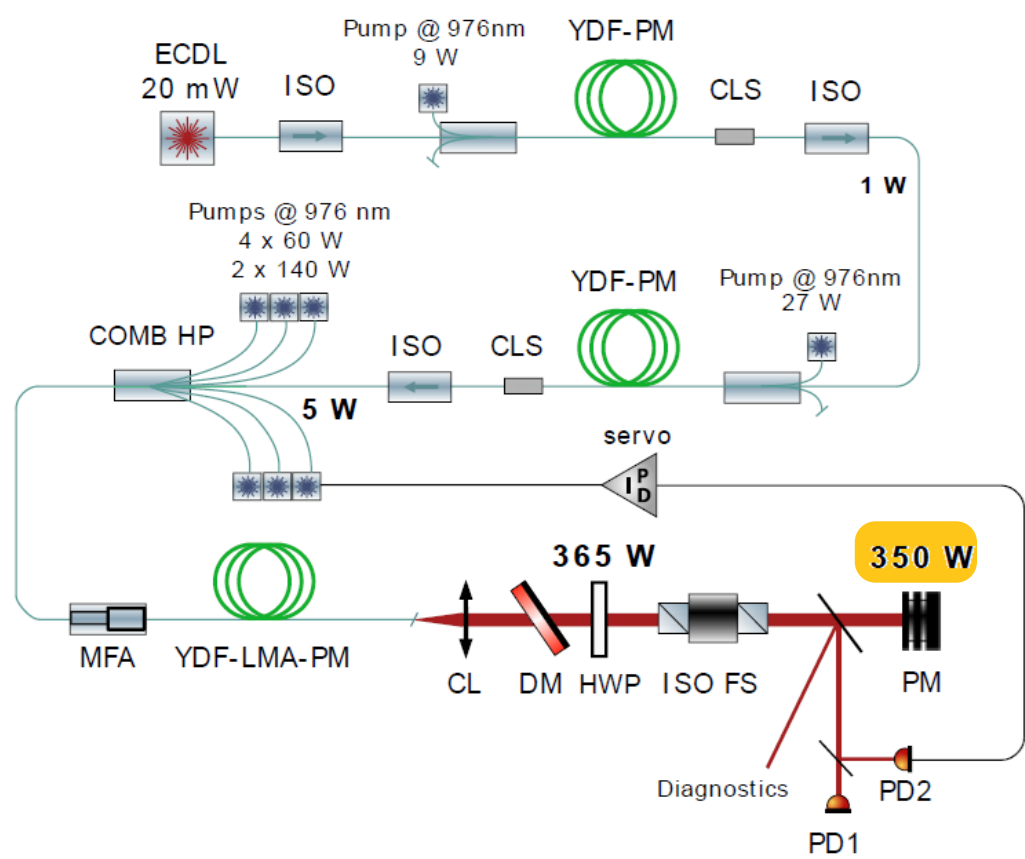 ECDL
20 mW
ISO
Pump @ 976nm
9 W
YDF-PM
CLS
ISO
1 W
Pumps @ 976 nm
4 x 60 W
2 x 140 W
COMB HP
5 W
ISO
CLS
YDF-PM
Pump @ 976nm
27 W
servo
I P D
MFA
YDF-LMA-PM
CL
DM
365 W
HWP
ISO FS
350 W
PM
Diagnostics
PD1
PD2